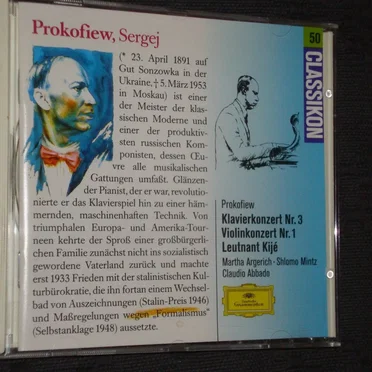 Prokofiew, Sergej
(* 23. April 1891 auf
Gut Sonzowka in der
Ukraine, † 5. März 1953
in Moskau) ist einer
der Meister der klas-
sischen Moderne und
einer der produktiv-
sten russischen Kom-
ponisten, dessen Œu-
vre alle musikalischen
Gattungen umfaßt. Glänzen-
der Pianist, der er war, revolutio-
nierte er das Klavierspiel hin zu einer häm-
mernden, maschinenhaften Technik. Von
triumphalen Europa- und Amerika-Tour-
neen kehrte der Sproß einer großbürgerli-
chen Familie zunächst nicht ins sozialistisch
gewordene Vaterland zurück und machte
erst 1933 Frieden mit der stalinistischen Kul-
turbürokratie, die ihn fortan einem Wechsel-
bad von Auszeichnungen (Stalin-Preis 1946)
und Maßregelungen wegen „Formalismus"
(Selbstanklage 1948) aussetzte.
50
CLASSIKON
Prokofiew
Klavierkonzert Nr. 3
Violinkonzert Nr. 1
Leutnant Kijé
Martha Argerich · Shlomo Mintz
Claudio Abbado
Deutsche
Grammophon